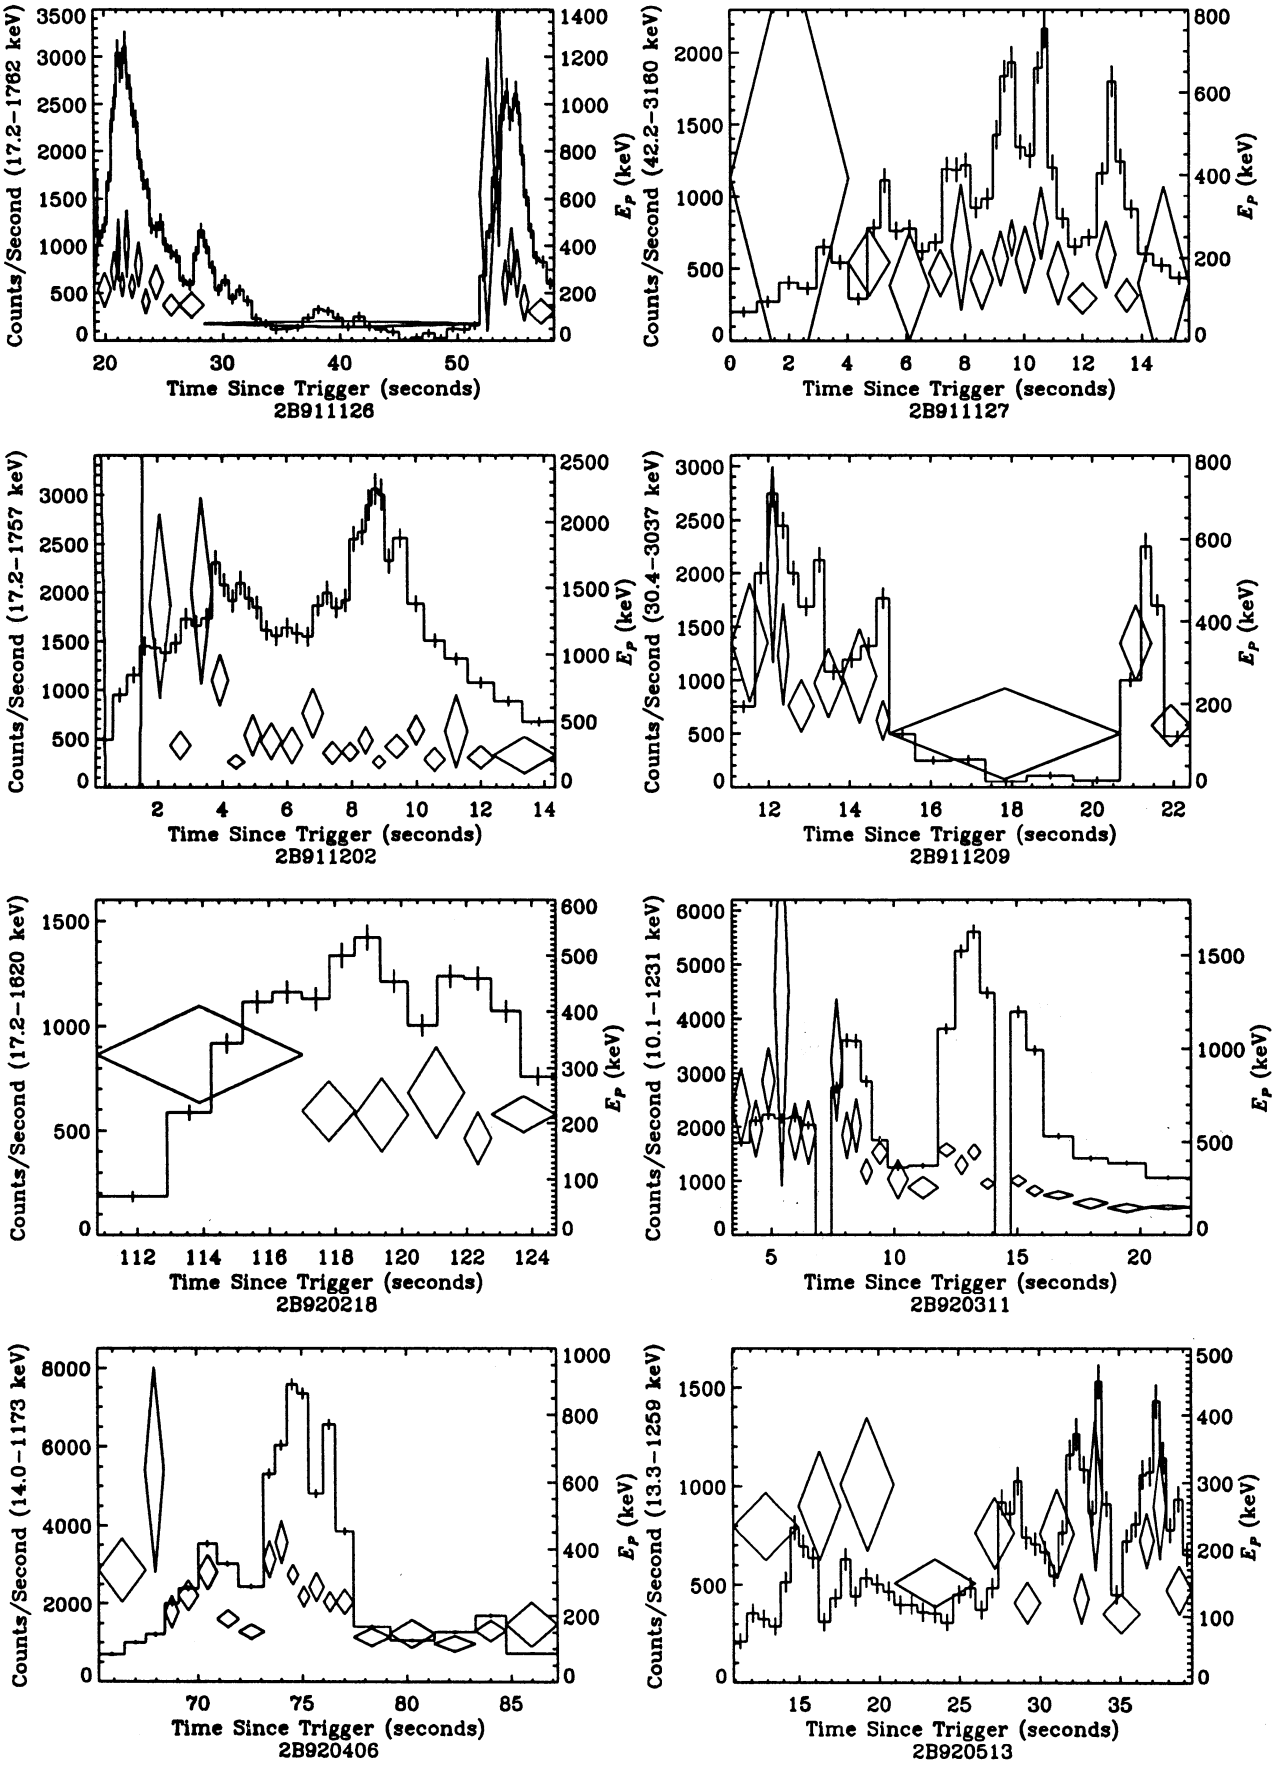 Counts/Second (17.2-1762 keV)
3500
3000
2500
2000
1500
1000
500
0
1400
1200
1000
800
600
400
200
0
E_P (keV)
20 30 40 50
Time Since Trigger (seconds)
2B911126
Counts/Second (42.2-3160 keV)
2000
1500
1000
500
0
800
600
400
200
0
E_P (keV)
0 2 4 6 8 10 12 14
Time Since Trigger (seconds)
2B911127
Counts/Second (17.2-1757 keV)
3000
2500
2000
1500
1000
500
0
2500
2000
1500
1000
500
0
E_P (keV)
2 4 6 8 10 12 14
Time Since Trigger (seconds)
2B911202
Counts/Second (30.4-3037 keV)
3000
2500
2000
1500
1000
500
0
800
600
400
200
0
E_P (keV)
12 14 16 18 20 22
Time Since Trigger (seconds)
2B911209
Counts/Second (17.2-1620 keV)
1500
1000
500
0
600
500
400
300
200
100
0
E_P (keV)
112 114 116 118 120 122 124
Time Since Trigger (seconds)
2B920218
Counts/Second (10.1-1231 keV)
6000
5000
4000
3000
2000
1000
0
1500
1000
500
0
E_P (keV)
5 10 15 20
Time Since Trigger (seconds)
2B920311
Counts/Second (14.0-1173 keV)
8000
6000
4000
2000
0
1000
800
600
400
200
0
E_P (keV)
70 75 80 85
Time Since Trigger (seconds)
2B920406
Counts/Second (13.3-1259 keV)
1500
1000
500
0
500
400
300
200
100
0
E_P (keV)
15 20 25 30 35
Time Since Trigger (seconds)
2B920513